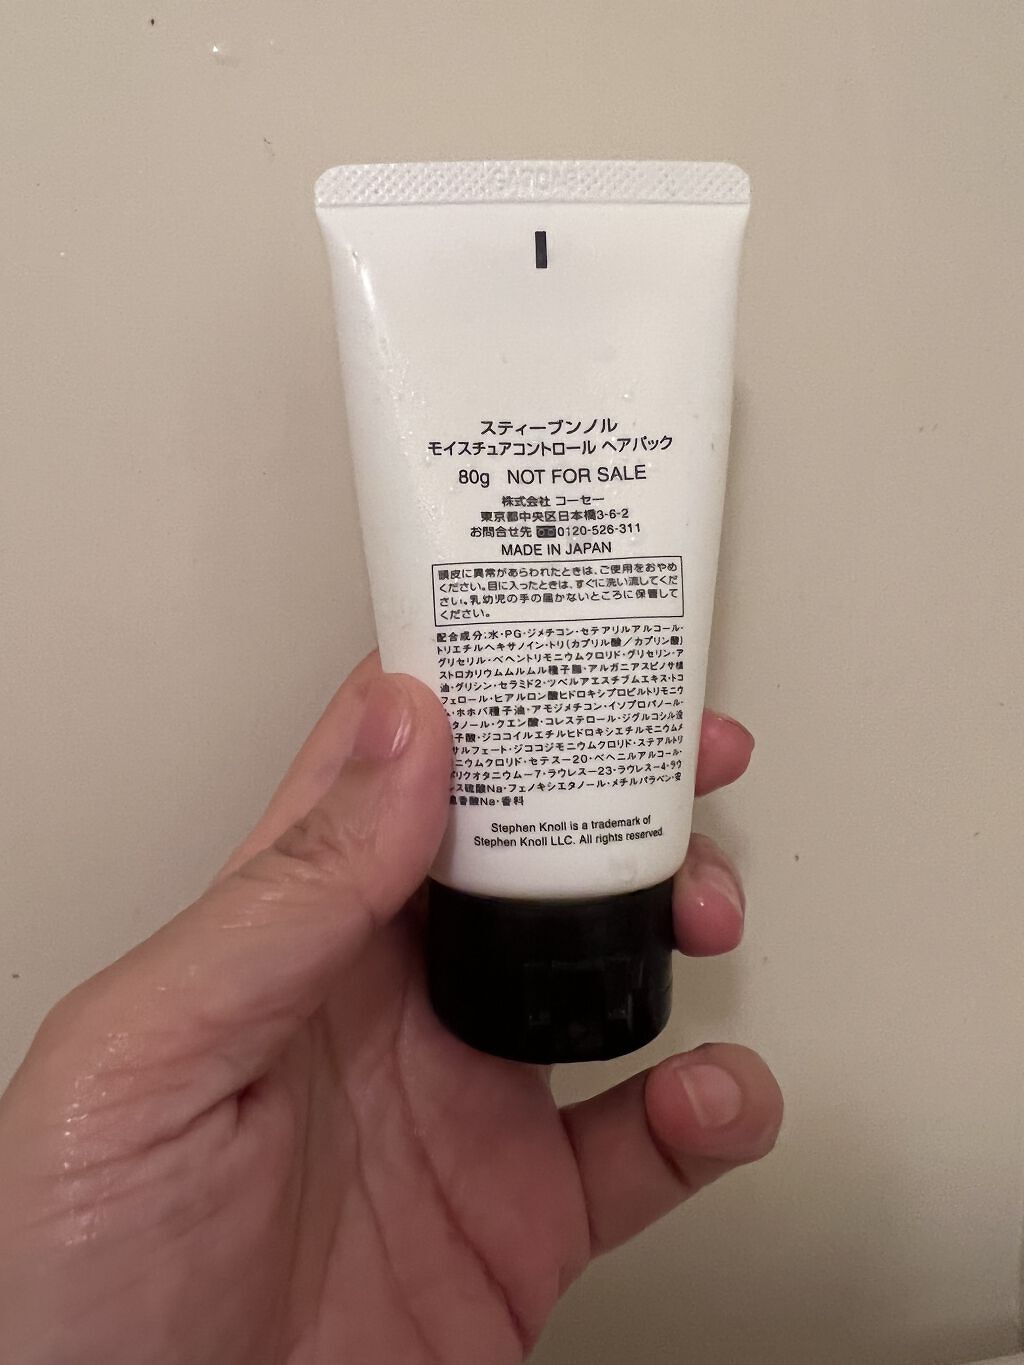 スティーブンノル
モイスチュアコントロール ヘアパック
80g NOT FOR SALE
株式会社 コーセー
東京都中央区日本橋3-6-2
お問合せ先 0120-526-311
MADE IN JAPAN
頭皮に異常があらわれたときは、ご使用をおやめ
ください。目に入ったときは、すぐに洗い流してくだ
さい。乳幼児の手の届かないところに保管して
ください。
配合成分:水・PG・ジメチコン・セテアリルアルコール・
トリエチルヘキサノイン・トリ(カプリル酸/カプリン酸)
グリセリル・ベヘントリモニウムクロリド・グリセリン・ア
ストロカリウムムルムル種子脂・アルガニアスピノサ核
油・グリシン・セラミド2・ツベルアエスチブムエキス・トコ
フェロール・ヒアルロン酸ヒドロキシプロピルトリモニウ
ム・ホホバ種子油・アモジメチコン・イソプロパノール・
タノール・クエン酸・コレステロール・ジグルコシル没
子酸・ジココイルエチルヒドロキシエチルモニウムメ
サルフェート・ジココジモニウムクロリド・ステアルトリ
ニウムクロリド・セテス-20・ベヘニルアルコール・
ポリクオタニウム-7・ラウレス-23・ラウレス-4・ラウ
レス硫酸Na・フェノキシエタノール・メチルパラベン・安
息香酸Na・香料
Stephen Knoll is a trademark of
Stephen Knoll LLC. All rights reserved.